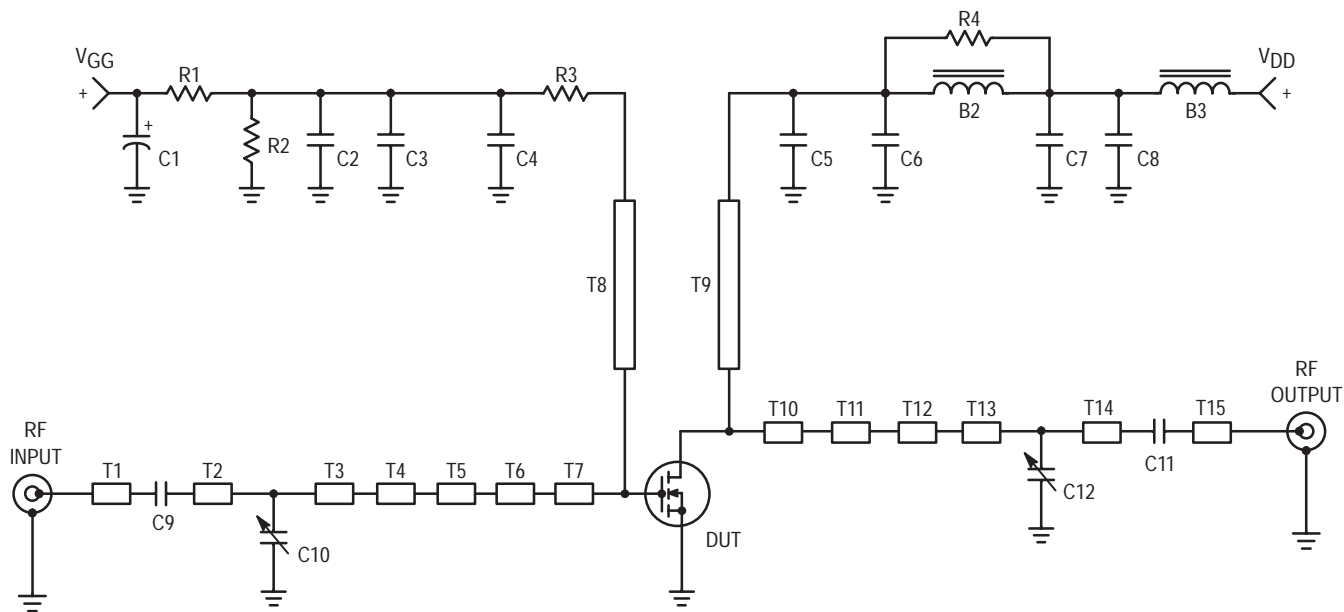 R4
VGG
+
R1
R3
VDD
+
B2
B3
+
C1
R2
C2
C3
C4
C5
C6
C7
C8
T8
T9
RF
OUTPUT
T10
T11
T12
T13
T14
T15
C11
C12
RF
INPUT
T1
T2
T3
T4
T5
T6
T7
C9
C10
DUT